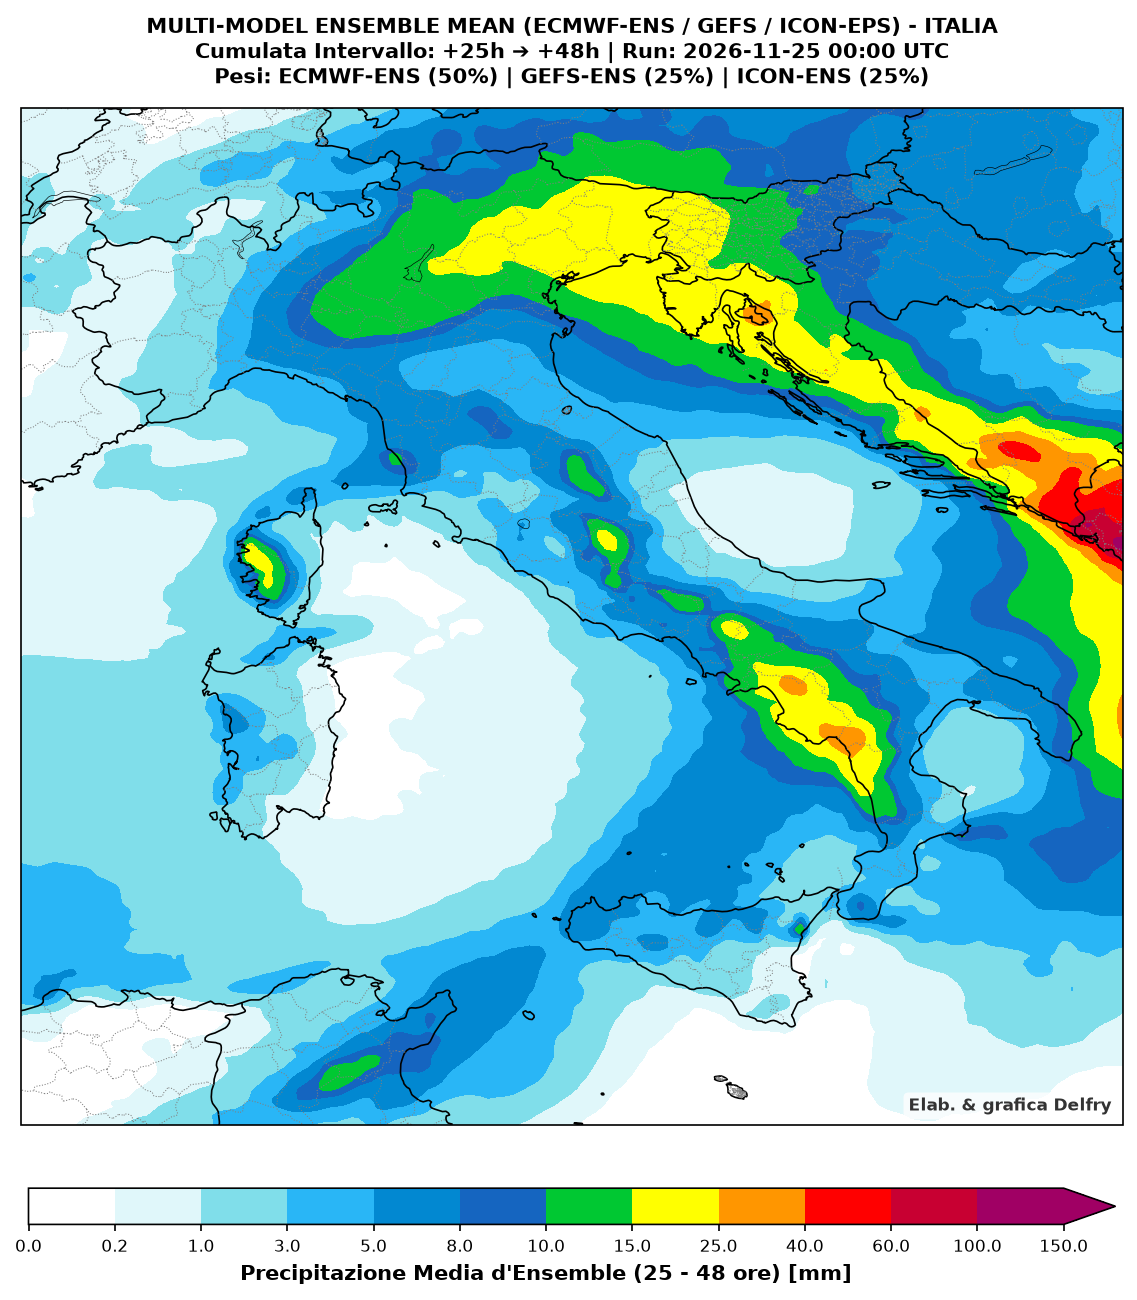 MULTI-MODEL ENSEMBLE MEAN (ECMWF-ENS / GEFS / ICON-EPS) - ITALIA
Cumulata Intervallo: +25h → +48h | Run: 2026-11-25 00:00 UTC
Pesi: ECMWF-ENS (50%) | GEFS-ENS (25%) | ICON-ENS (25%)
Elab. & grafica Delfry
0.0 0.2 1.0 3.0 5.0 8.0 10.0 15.0 25.0 40.0 60.0 100.0 150.0
Precipitazione Media d'Ensemble (25 - 48 ore) [mm]